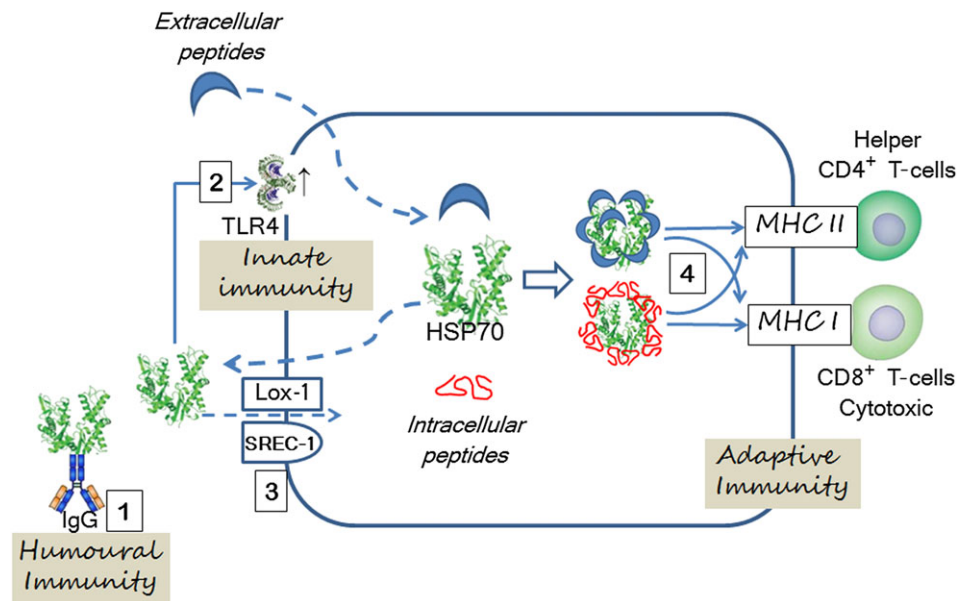 Extracellular
peptides
2
TLR4
Innate
immunity
HSP70
Helper
CD4+ T-cells
MHC II
4
MHC I
CD8+ T-cells
Cytotoxic
Lox-1
SREC-1
3
Intracellular
peptides
Adaptive
Immunity
IgG
1
Humoural
Immunity